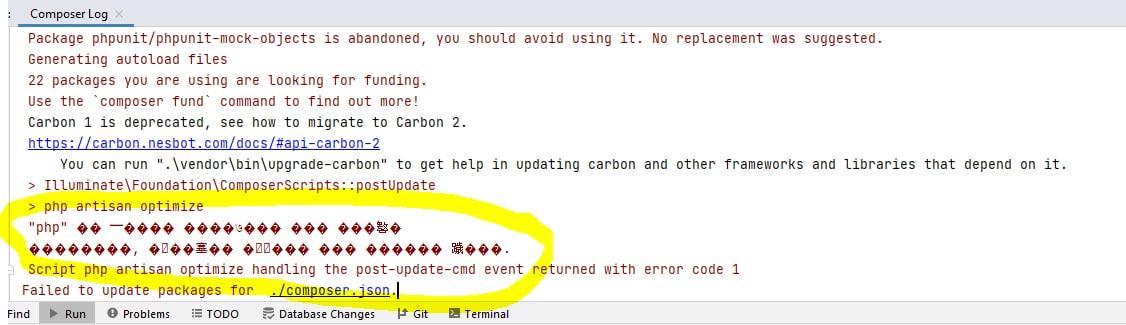 Composer Log
Package phpunit/phpunit-mock-objects is abandoned, you should avoid using it. No replacement was suggested.
Generating autoload files
22 packages you are using are looking for funding.
Use the `composer fund` command to find out more!
Carbon 1 is deprecated, see how to migrate to Carbon 2.
https://carbon.nesbot.com/docs/#api-carbon-2
You can run ".\vendor\bin\upgrade-carbon" to get help in updating carbon and other frameworks and libraries that depend on it.
> Illuminate\Foundation\ComposerScripts::postUpdate
> php artisan optimize
"php"
Script php artisan optimize handling the post-update-cmd event returned with error code 1
Failed to update packages for ./composer.json.
Find Run Problems TODO Database Changes Git Terminal